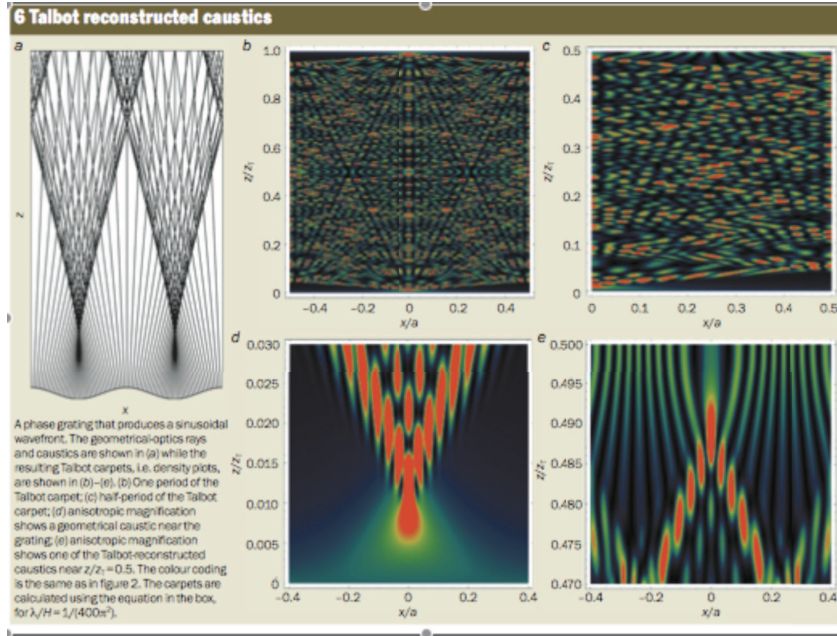 6 Talbot reconstructed caustics
a
z
x
b
1.0
0.8
0.6
0.4
0.2
0
z/zT
−0.4 −0.2 0 0.2 0.4
x/a
c
0.5
0.4
0.3
0.2
0.1
0
z/zT
0 0.1 0.2 0.3 0.4 0.5
x/a
d
0.030
0.025
0.020
0.015
0.010
0.005
0
z/zT
−0.4 −0.2 0 0.2 0.4
x/a
e
0.500
0.495
0.490
0.485
0.480
0.475
0.470
z/zT
−0.4 −0.2 0 0.2 0.4
x/a
A phase grating that produces a sinusoidal
wavefront. The geometrical-optics rays
and caustics are shown in (a) while the
resulting Talbot carpets, i.e. density plots,
are shown in (b)–(e). (b) One period of the
Talbot carpet; (c) half-period of the Talbot
carpet; (d) anisotropic magnification
shows a geometrical caustic near the
grating; (e) anisotropic magnification
shows one of the Talbot-reconstructed
caustics near z/zT=0.5. The colour coding
is the same as in figure 2. The carpets are
calculated using the equation in the box,
for λ/H=1/(400π²).